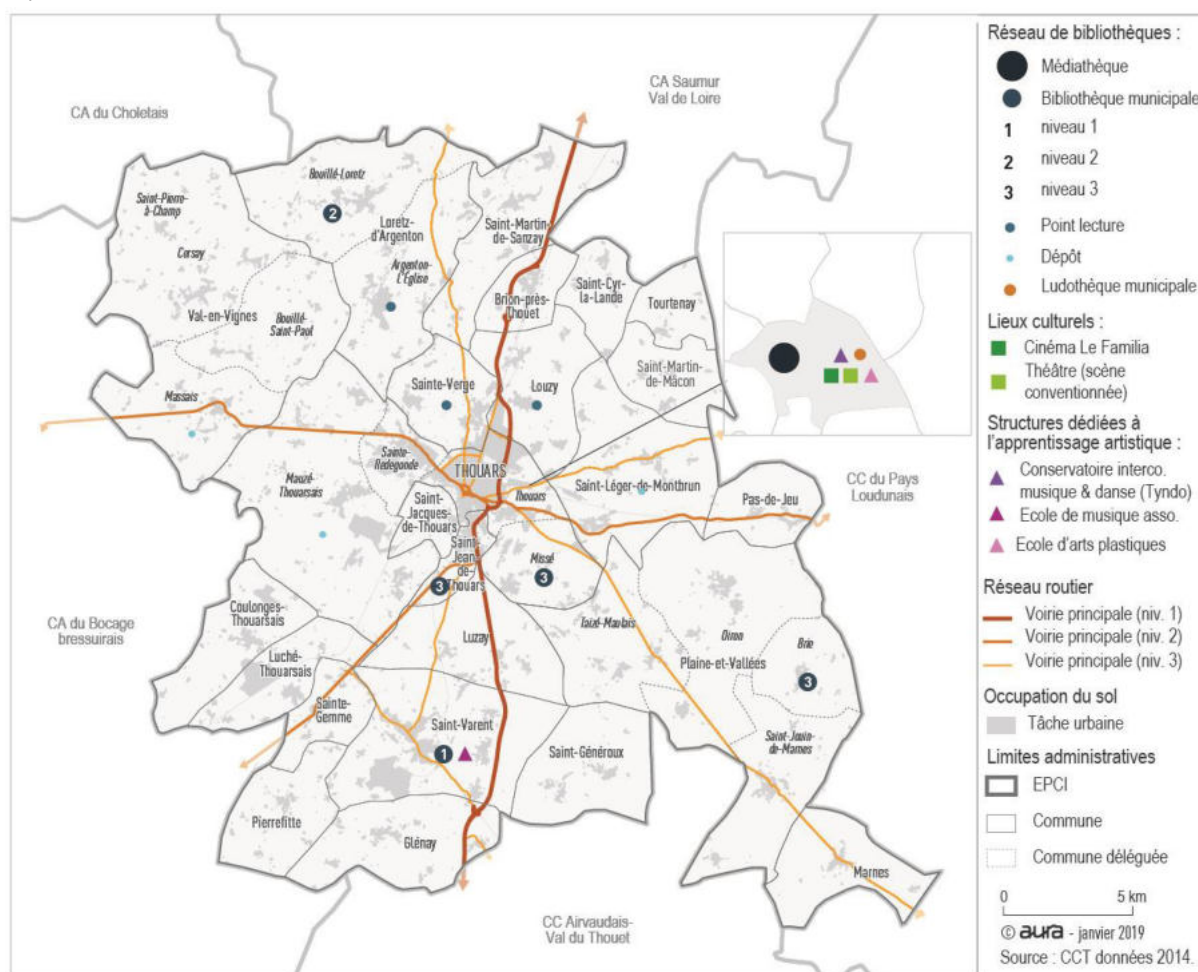 CA du Choletais
CA Saumur
Val de Loire
Saint-Pierre-
à-Champ
Bouillé-Loretz
2
Cersay
Loretz-
d'Argenton
Saint-Martin-
de-Sanzay
Argenton-
L'Église
Val-en-Vignes
Bouillé-
Saint-Paul
Brion-près-
Thouet
Saint-Cyr-
la-Lande
Tourtenay
Saint-Martin-
de-Mâcon
Massais
Sainte-Verge
Louzy
Sainte-
Radegonde
THOUARS
Mauzé-
Thouarsais
Saint-
Jacques-
de-Thouars
Thouars
Saint-Léger-de-Montbrun
Pas-de-Jeu
CC du Pays
Loudunais
Saint-
Jean-
de-
Thouars
3
Missé
3
CA du Bocage
bressuirais
Coulonges-
Thouarsais
Luché-
Thouarsais
Luzay
Taizé-Maulais
Oiron
Brie
Plaine-et-Vallées
3
Sainte-
Gemme
Saint-Varent
1
Saint-Généroux
Saint-Jouin-
de-Marnes
Pierrefitte
Glénay
Marnes
CC Airvaudais-
Val du Thouet
Réseau de bibliothèques :
Médiathèque
Bibliothèque municipale
1 niveau 1
2 niveau 2
3 niveau 3
Point lecture
Dépôt
Ludothèque municipale
Lieux culturels :
Cinéma Le Familia
Théâtre (scène
conventionnée)
Structures dédiées à
l'apprentissage artistique :
Conservatoire interco.
musique & danse (Tyndo)
Ecole de musique asso.
Ecole d'arts plastiques
Réseau routier
Voirie principale (niv. 1)
Voirie principale (niv. 2)
Voirie principale (niv. 3)
Occupation du sol
Tâche urbaine
Limites administratives
EPCI
Commune
Commune déléguée
0 5 km
© aura - janvier 2019
Source : CCT données 2014.